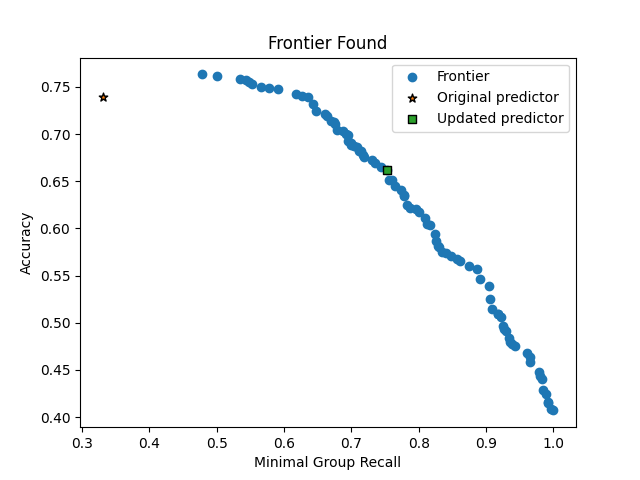 Frontier Found
Frontier
Original predictor
Updated predictor
Accuracy
0.75
0.70
0.65
0.60
0.55
0.50
0.45
0.40
0.3 0.4 0.5 0.6 0.7 0.8 0.9 1.0
Minimal Group Recall